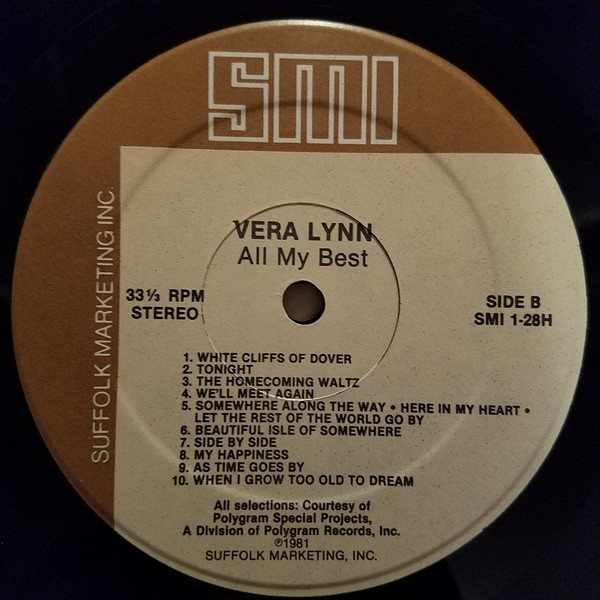 SMI
SUFFOLK MARKETING INC.
VERA LYNN
All My Best
33⅓ RPM
STEREO
SIDE B
SMI 1-28H
1. WHITE CLIFFS OF DOVER
2. TONIGHT
3. THE HOMECOMING WALTZ
4. WE'LL MEET AGAIN
5. SOMEWHERE ALONG THE WAY • HERE IN MY HEART •
LET THE REST OF THE WORLD GO BY
6. BEAUTIFUL ISLE OF SOMEWHERE
7. SIDE BY SIDE
8. MY HAPPINESS
9. AS TIME GOES BY
10. WHEN I GROW TOO OLD TO DREAM
All selections: Courtesy of
Polygram Special Projects,
A Division of Polygram Records, Inc.
℗1981
SUFFOLK MARKETING, INC.